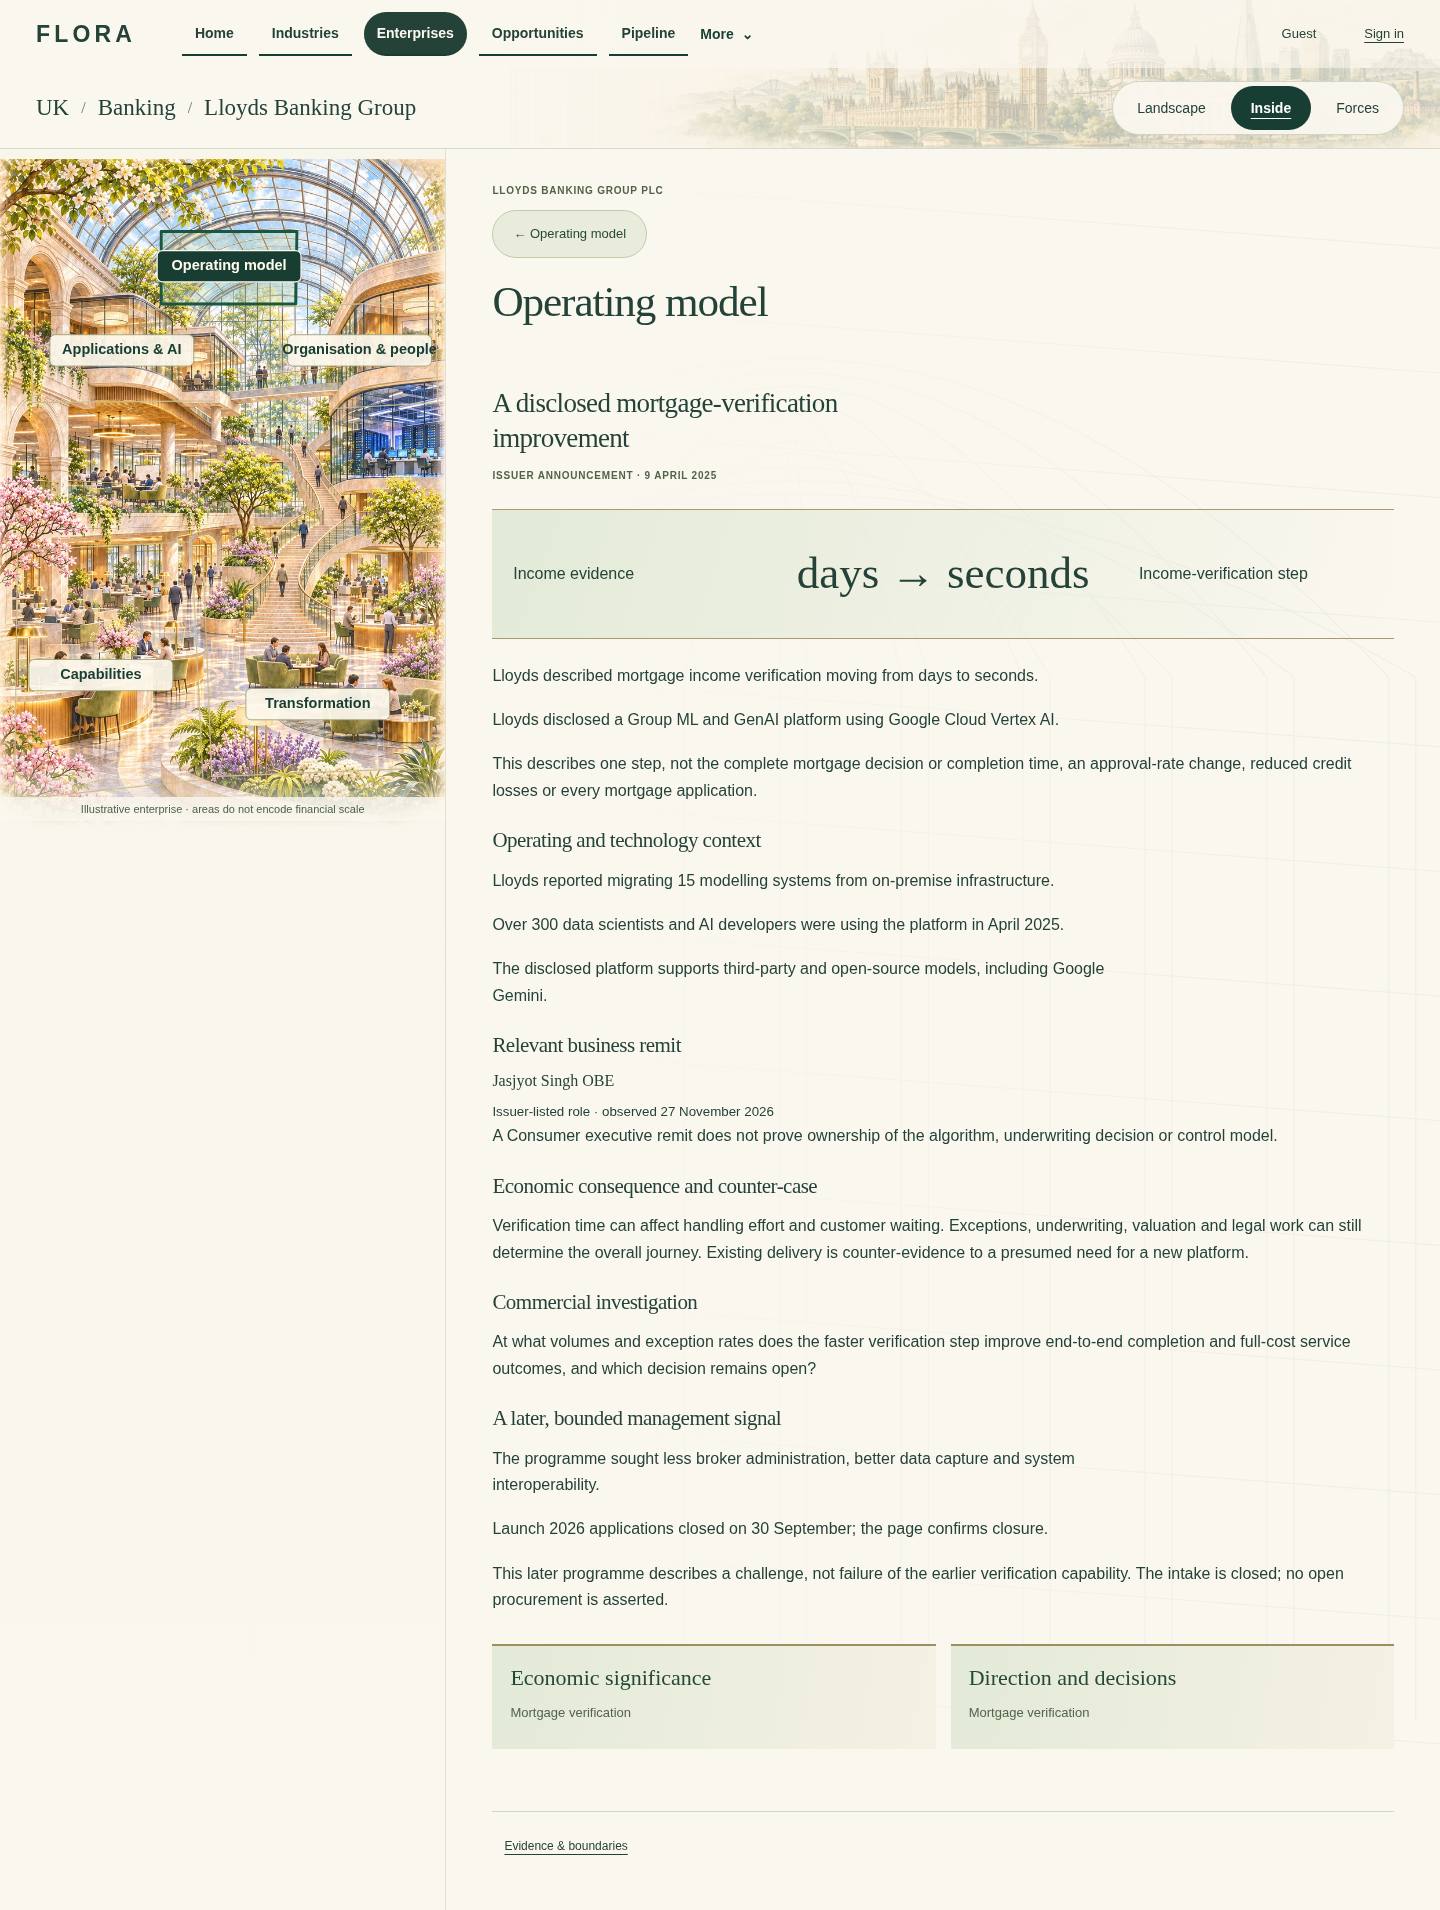 FLORA
Home
Industries
Enterprises
Opportunities
Pipeline
More
Guest
Sign in
UK / Banking / Lloyds Banking Group
Landscape
Inside
Forces
Operating model
Applications & AI
Organisation & people
Capabilities
Transformation
Illustrative enterprise · areas do not encode financial scale
LLOYDS BANKING GROUP PLC
← Operating model
Operating model
A disclosed mortgage-verification
improvement
ISSUER ANNOUNCEMENT · 9 APRIL 2025
Income evidence
days → seconds
Income-verification step
Lloyds described mortgage income verification moving from days to seconds.
Lloyds disclosed a Group ML and GenAI platform using Google Cloud Vertex AI.
This describes one step, not the complete mortgage decision or completion time, an approval-rate change, reduced credit
losses or every mortgage application.
Operating and technology context
Lloyds reported migrating 15 modelling systems from on-premise infrastructure.
Over 300 data scientists and AI developers were using the platform in April 2025.
The disclosed platform supports third-party and open-source models, including Google
Gemini.
Relevant business remit
Jasjyot Singh OBE
Issuer-listed role · observed 27 November 2026
A Consumer executive remit does not prove ownership of the algorithm, underwriting decision or control model.
Economic consequence and counter-case
Verification time can affect handling effort and customer waiting. Exceptions, underwriting, valuation and legal work can still
determine the overall journey. Existing delivery is counter-evidence to a presumed need for a new platform.
Commercial investigation
At what volumes and exception rates does the faster verification step improve end-to-end completion and full-cost service
outcomes, and which decision remains open?
A later, bounded management signal
The programme sought less broker administration, better data capture and system
interoperability.
Launch 2026 applications closed on 30 September; the page confirms closure.
This later programme describes a challenge, not failure of the earlier verification capability. The intake is closed; no open
procurement is asserted.
Economic significance
Mortgage verification
Direction and decisions
Mortgage verification
Evidence & boundaries